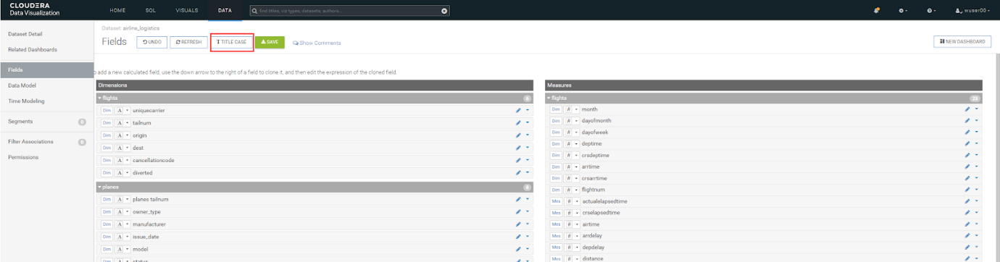 CLOUDERA
Data Visualization
HOME SQL VISUALS DATA
find titles, viz types, datasets, authors...
wuser00
Dataset Detail
Related Dashboards
Fields
Data Model
Time Modeling
Segments 0
Filter Associations 0
Permissions
Dataset: airline_logistics
Fields UNDO REFRESH TITLE CASE SAVE Show Comments
NEW DASHBOARD
add a new calculated field, use the down arrow to the right of a field to clone it, and then edit the expression of the cloned field.
Dimensions
flights 6
Dim A uniquecarrier
Dim A tailnum
Dim A origin
Dim A dest
Dim A cancellationcode
Dim A diverted
planes
Dim A planes tailnum
Dim A owner_type
Dim A manufacturer
Dim A issue_date
Dim A model
Dim A status
Measures
flights 23
Dim # month
Dim # dayofmonth
Dim # dayofweek
Dim # deptime
Dim # crsdeptime
Dim # arrtime
Dim # crsarrtime
Dim # flightnum
Mes # actualelapsedtime
Mes # crselapsedtime
Mes # airtime
Mes # arrdelay
Mes # depdelay
Mes # distance